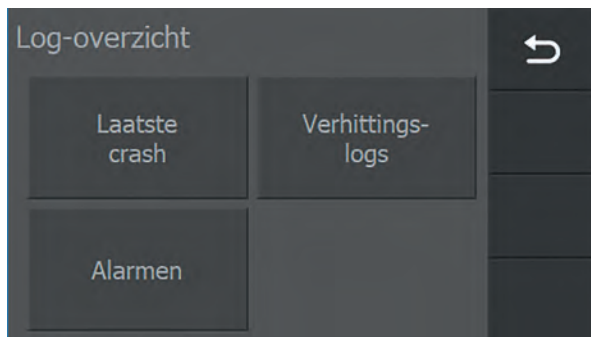 Log-overzicht
Laatste
crash
Verhittings-
logs
Alarmen